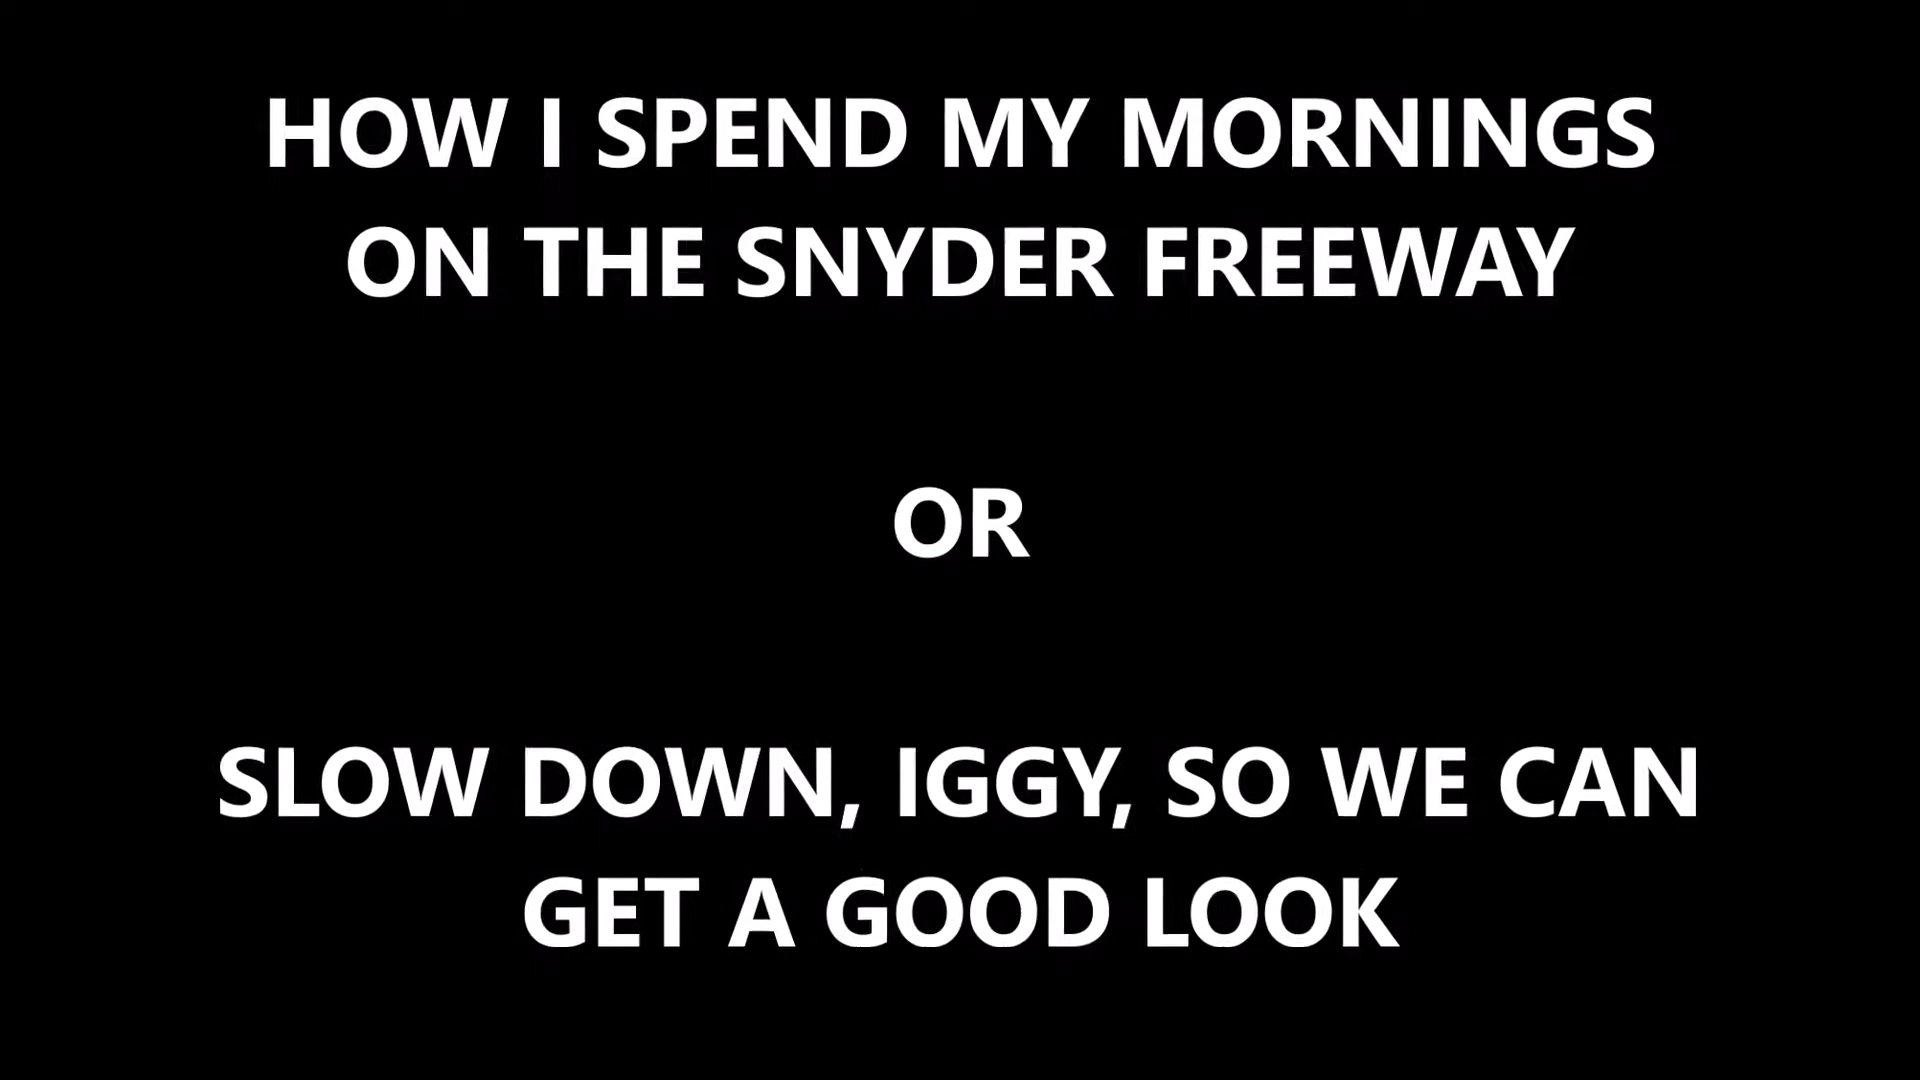 HOW I SPEND MY MORNINGS
ON THE SNYDER FREEWAY
OR
SLOW DOWN, IGGY, SO WE CAN
GET A GOOD LOOK